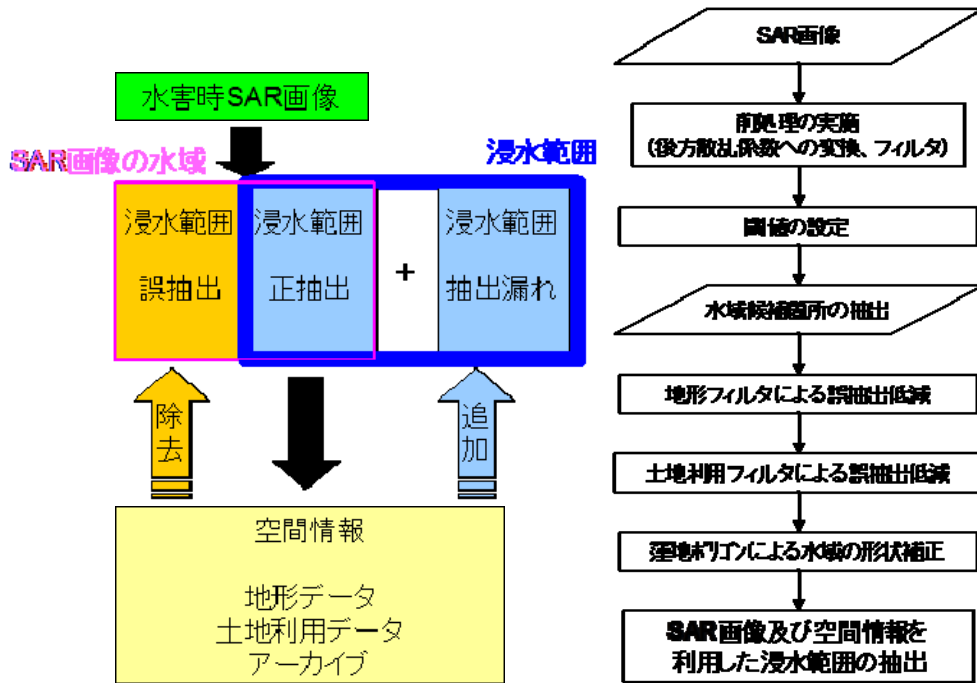 水害時SAR画像
SAR画像の水域
浸水範囲
浸水範囲
誤抽出
浸水範囲
正抽出
+
浸水範囲
抽出漏れ
除去
追加
空間情報
地形データ
土地利用データ
アーカイブ
SAR画像
前処理の実施
(後方散乱係数への変換、フィルタ)
閾値の設定
水域候補箇所の抽出
地形フィルタによる誤抽出低減
土地利用フィルタによる誤抽出低減
湿地ポリゴンによる水域の形状補正
SAR画像及び空間情報を
利用した浸水範囲の抽出